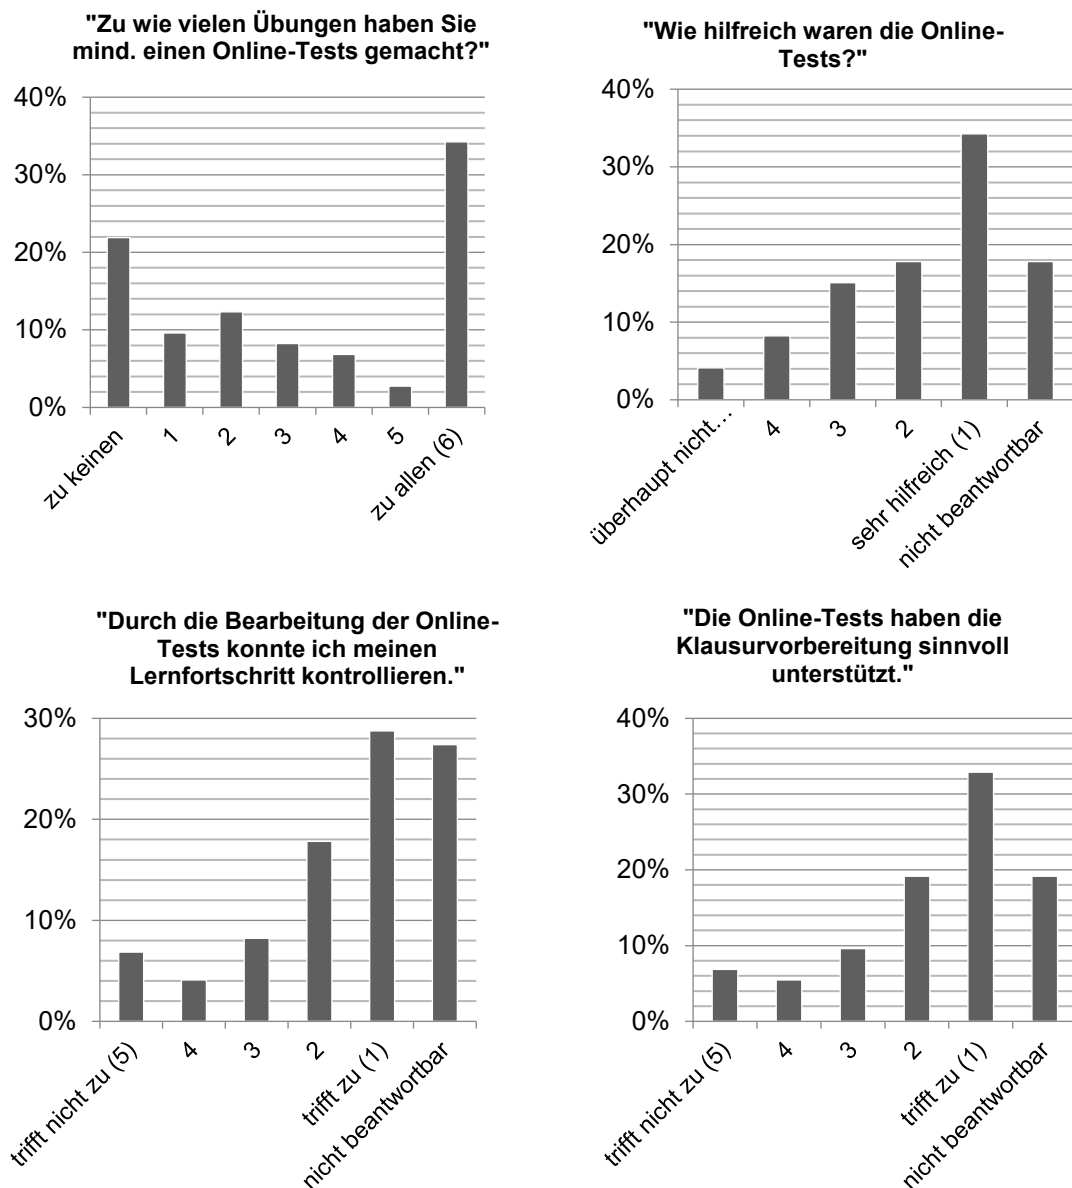 "Zu wie vielen Übungen haben Sie
mind. einen Online-Tests gemacht?"
40%
30%
20%
10%
0%
zu keinen
1
2
3
4
5
zu allen (6)
"Wie hilfreich waren die Online-
Tests?"
40%
30%
20%
10%
0%
überhaupt nicht…
4
3
2
sehr hilfreich (1)
nicht beantwortbar
"Durch die Bearbeitung der Online-
Tests konnte ich meinen
Lernfortschritt kontrollieren."
30%
20%
10%
0%
trifft nicht zu (5)
4
3
2
trifft zu (1)
nicht beantwortbar
"Die Online-Tests haben die
Klausurvorbereitung sinnvoll
unterstützt."
40%
30%
20%
10%
0%
trifft nicht zu (5)
4
3
2
trifft zu (1)
nicht beantwortbar